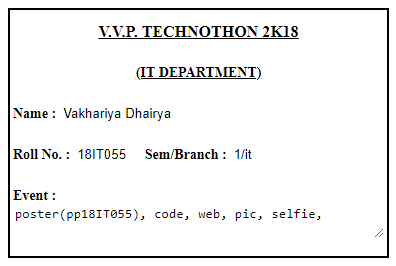 V.V.P. TECHNOTHON 2K18
(IT DEPARTMENT)
Name : Vakhariya Dhairya
Roll No. : 18IT055 Sem/Branch : 1/it
Event :
poster(pp18IT055), code, web, pic, selfie,